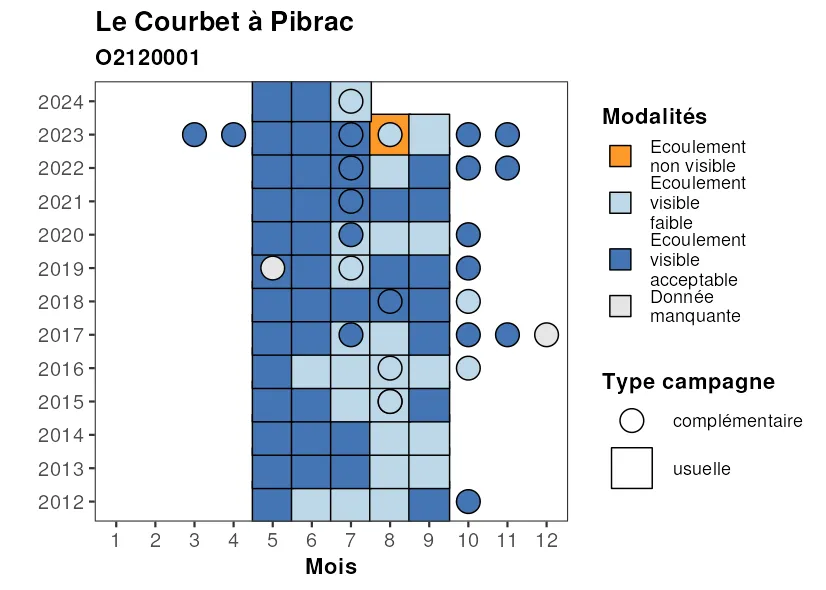 Le Courbet à Pibrac
O2120001
2024
2023
2022
2021
2020
2019
2018
2017
2016
2015
2014
2013
2012
1 2 3 4 5 6 7 8 9 10 11 12
Mois
Modalités
Ecoulement
non visible
Ecoulement
visible
faible
Ecoulement
visible
acceptable
Donnée
manquante
Type campagne
complémentaire
usuelle